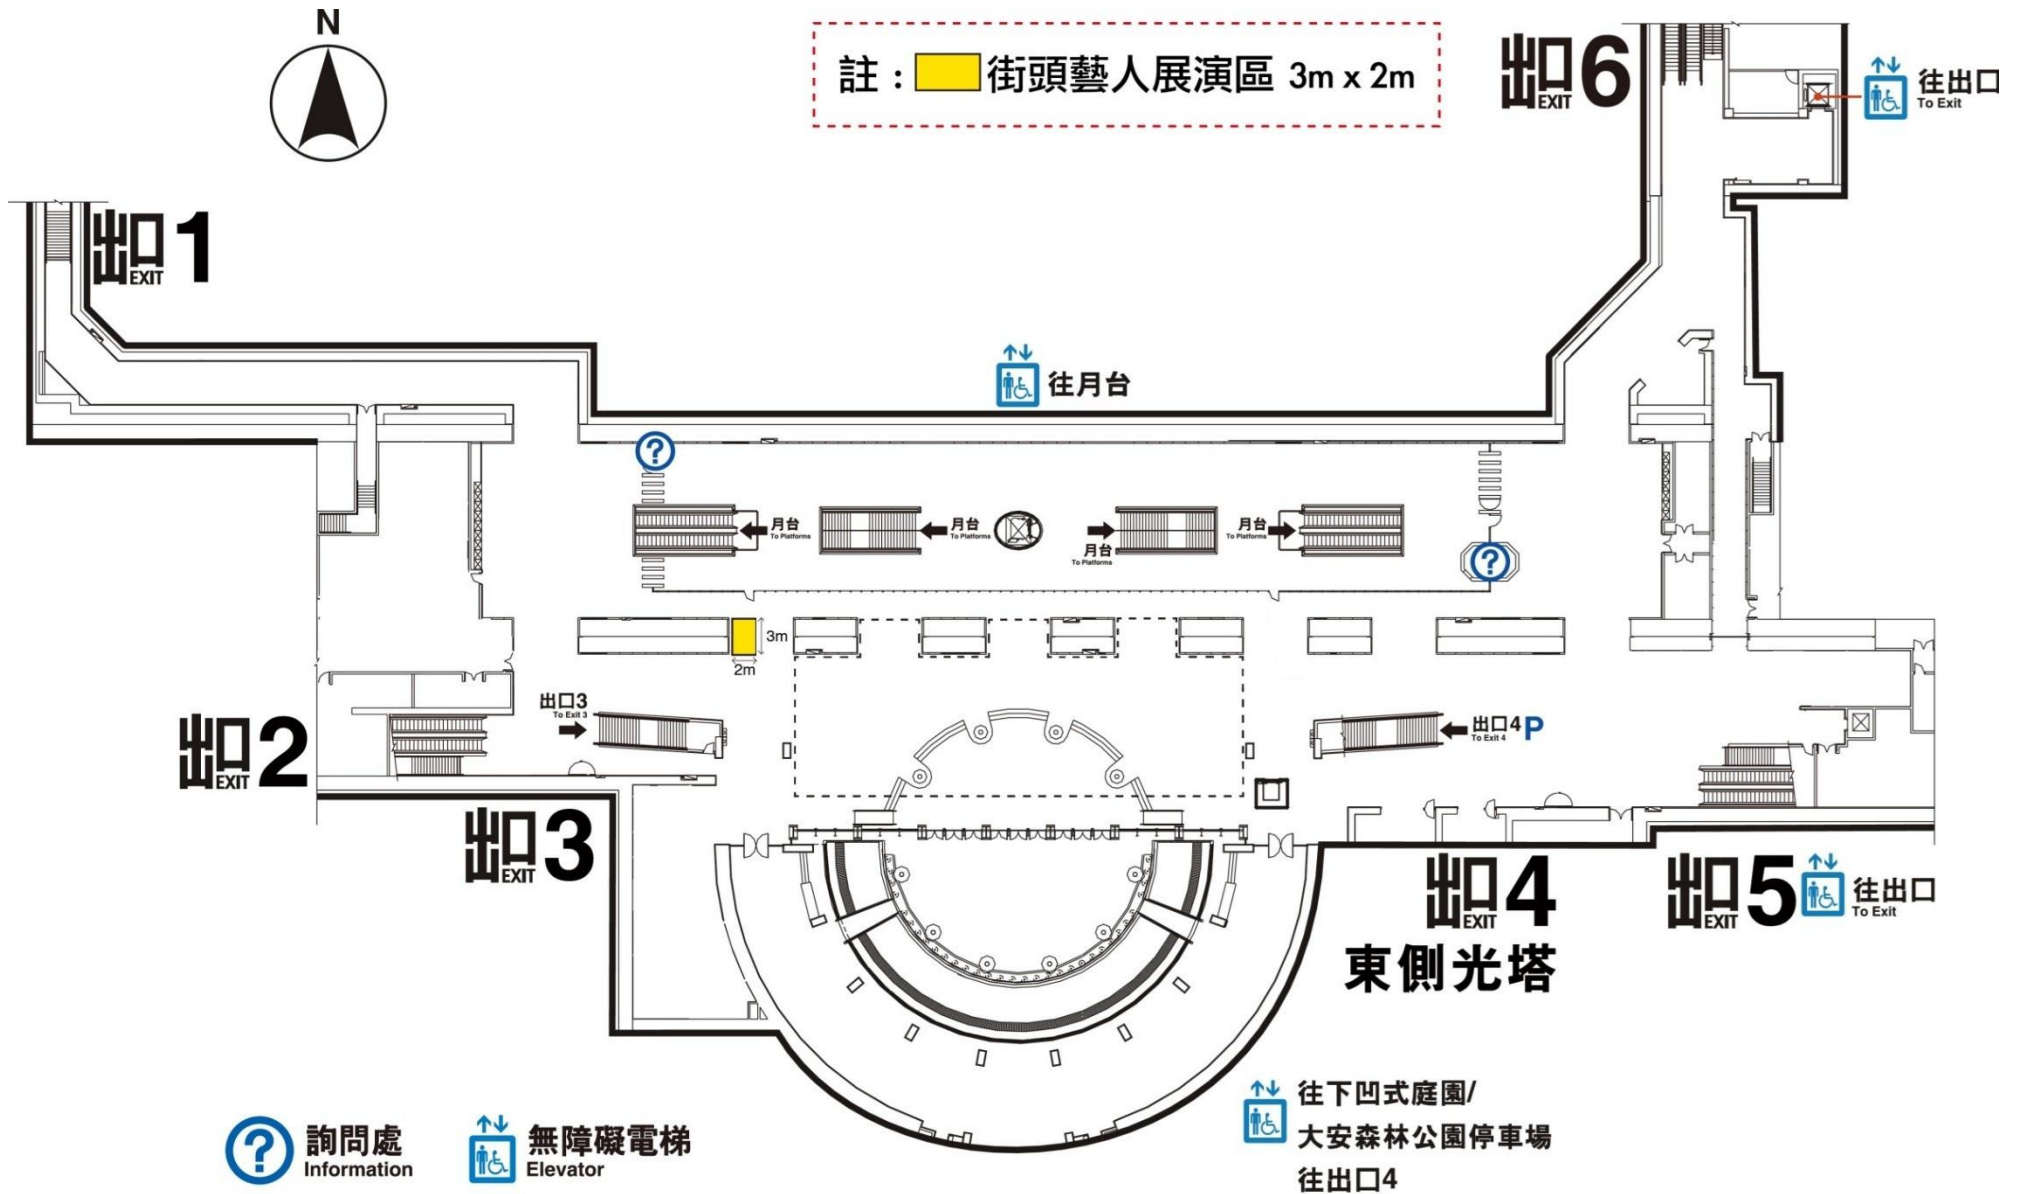 N
註：街頭藝人展演區 3m x 2m
出口6
EXIT
往出口
To Exit
出口1
EXIT
往月台
?
月台
To Platforms
月台
To Platforms
月台
To Platforms
月台
To Platforms
?
3m
2m
出口3
To Exit 3
出口4 P
To Exit 4
出口2
EXIT
出口3
EXIT
出口4
EXIT
東側光塔
出口5
EXIT
往出口
To Exit
? 詢問處
Information
無障礙電梯
Elevator
往下凹式庭園/
大安森林公園停車場
往出口4